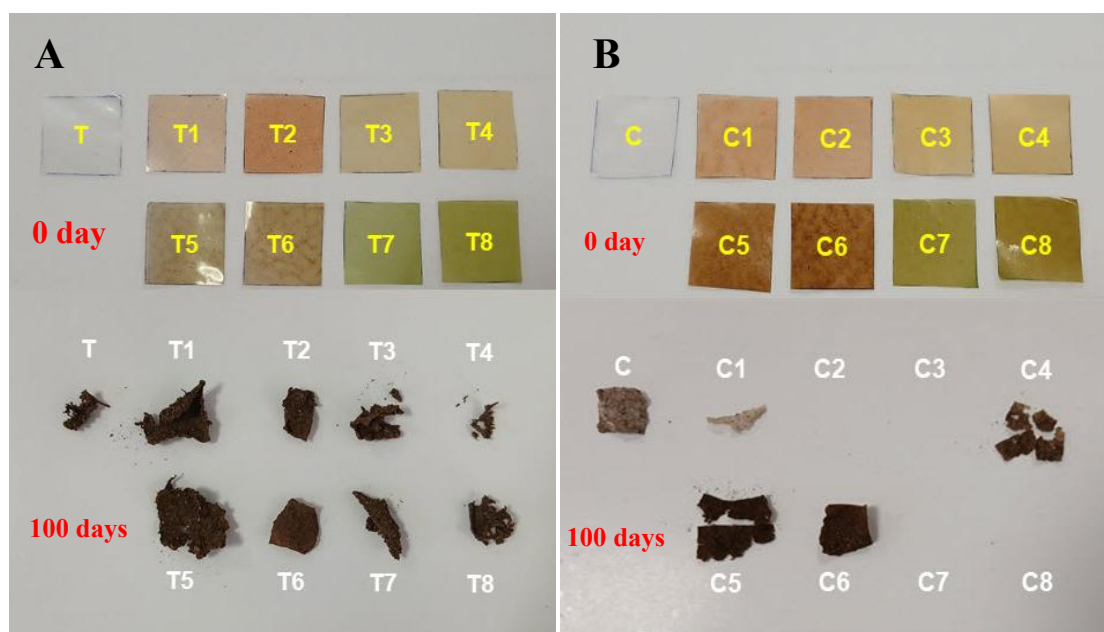 A
T T1 T2 T3 T4
0 day
T5 T6 T7 T8
T T1 T2 T3 T4
100 days
T5 T6 T7 T8
B
C C1 C2 C3 C4
0 day
C5 C6 C7 C8
C C1 C2 C3 C4
100 days
C5 C6 C7 C8